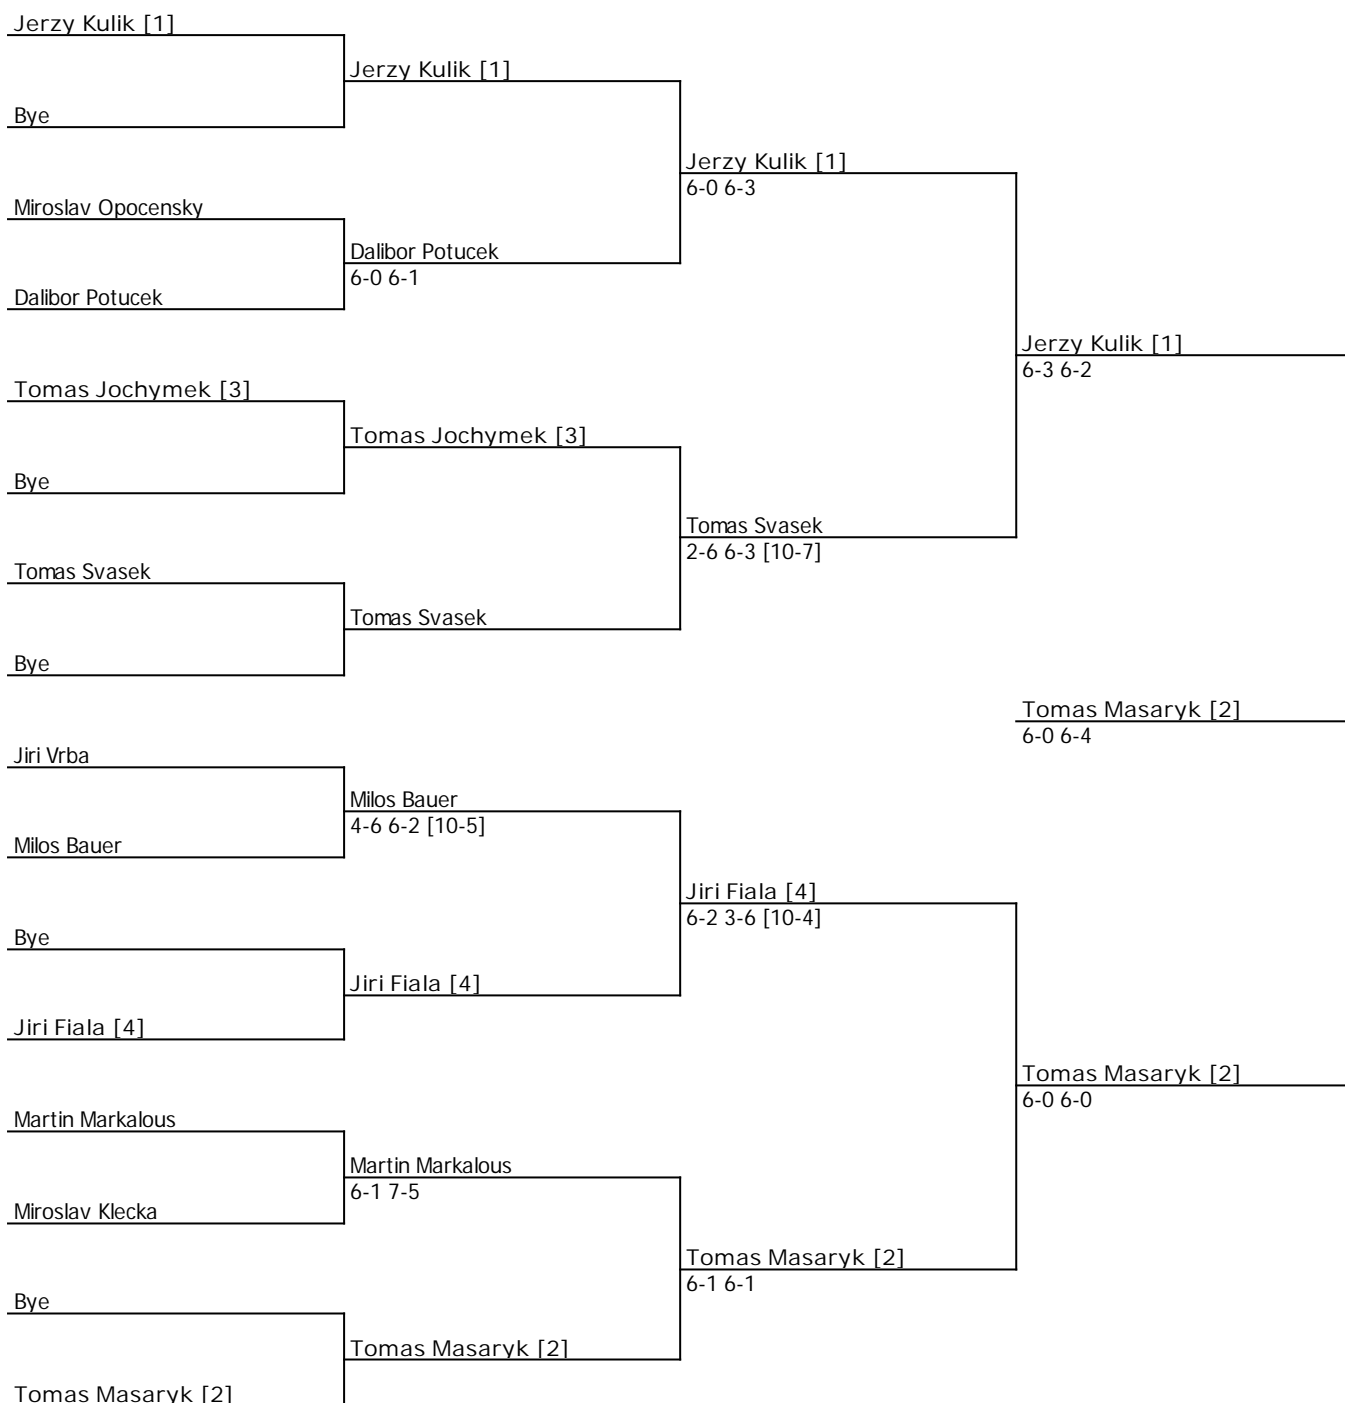 Jerzy Kulik [1]
Jerzy Kulik [1]
Bye
Jerzy Kulik [1]
6-0 6-3
Miroslav Opocensky
Dalibor Potucek
6-0 6-1
Dalibor Potucek
Jerzy Kulik [1]
6-3 6-2
Tomas Jochymek [3]
Tomas Jochymek [3]
Bye
Tomas Svasek
2-6 6-3 [10-7]
Tomas Svasek
Tomas Svasek
Bye
Tomas Masaryk [2]
6-0 6-4
Jiri Vrba
Milos Bauer
4-6 6-2 [10-5]
Milos Bauer
Jiri Fiala [4]
6-2 3-6 [10-4]
Bye
Jiri Fiala [4]
Jiri Fiala [4]
Tomas Masaryk [2]
6-0 6-0
Martin Markalous
Martin Markalous
6-1 7-5
Miroslav Klecka
Tomas Masaryk [2]
6-1 6-1
Bye
Tomas Masaryk [2]
Tomas Masaryk [2]